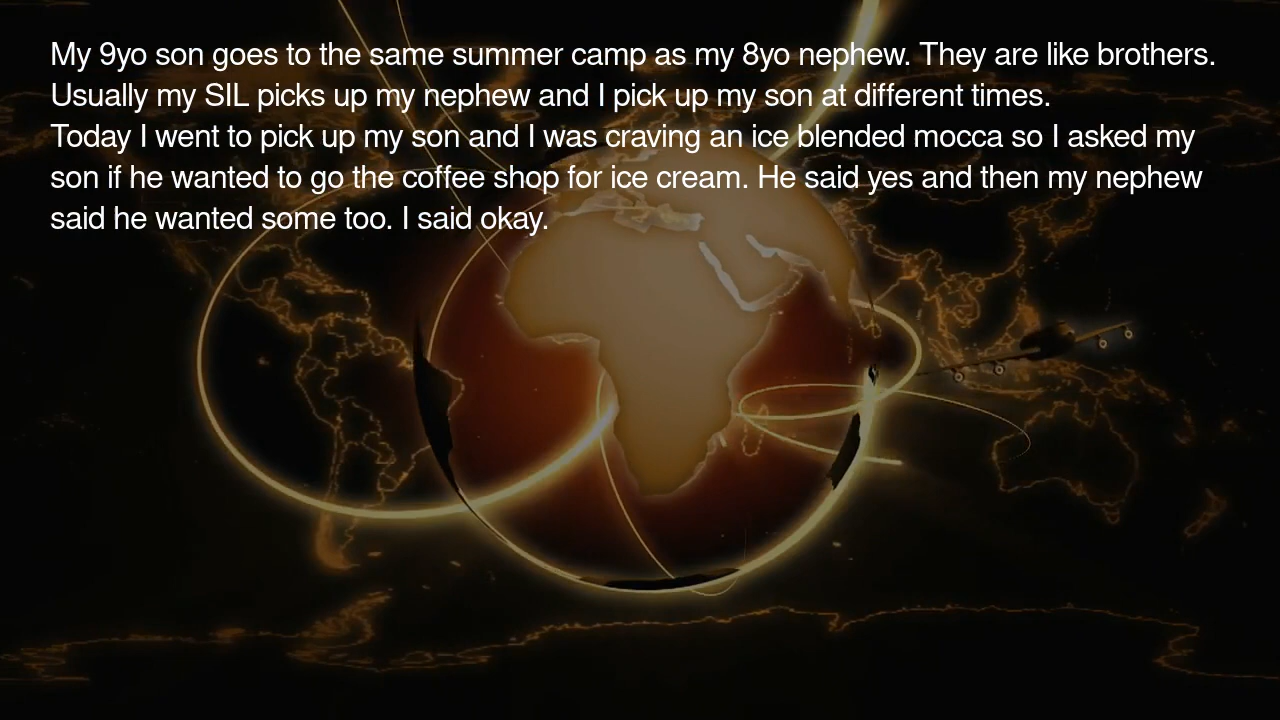 My 9yo son goes to the same summer camp as my 8yo nephew. They are like brothers.
Usually my SIL picks up my nephew and I pick up my son at different times.
Today I went to pick up my son and I was craving an ice blended mocca so I asked my
son if he wanted to go the coffee shop for ice cream. He said yes and then my nephew
said he wanted some too. I said okay.